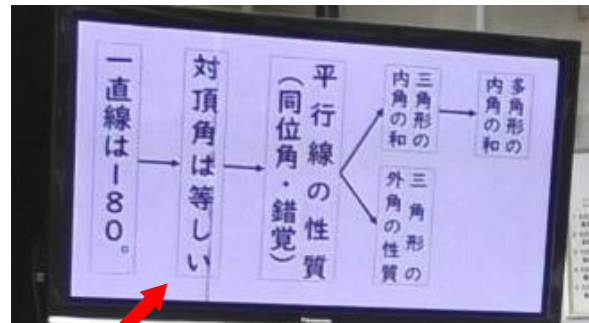 一直線は180°
対頂角は等しい
平行線の性質
（同位角・錯覚）
三角形の
内角の和
多角形の
内角の和
三角形の
外角の性質
Panasonic